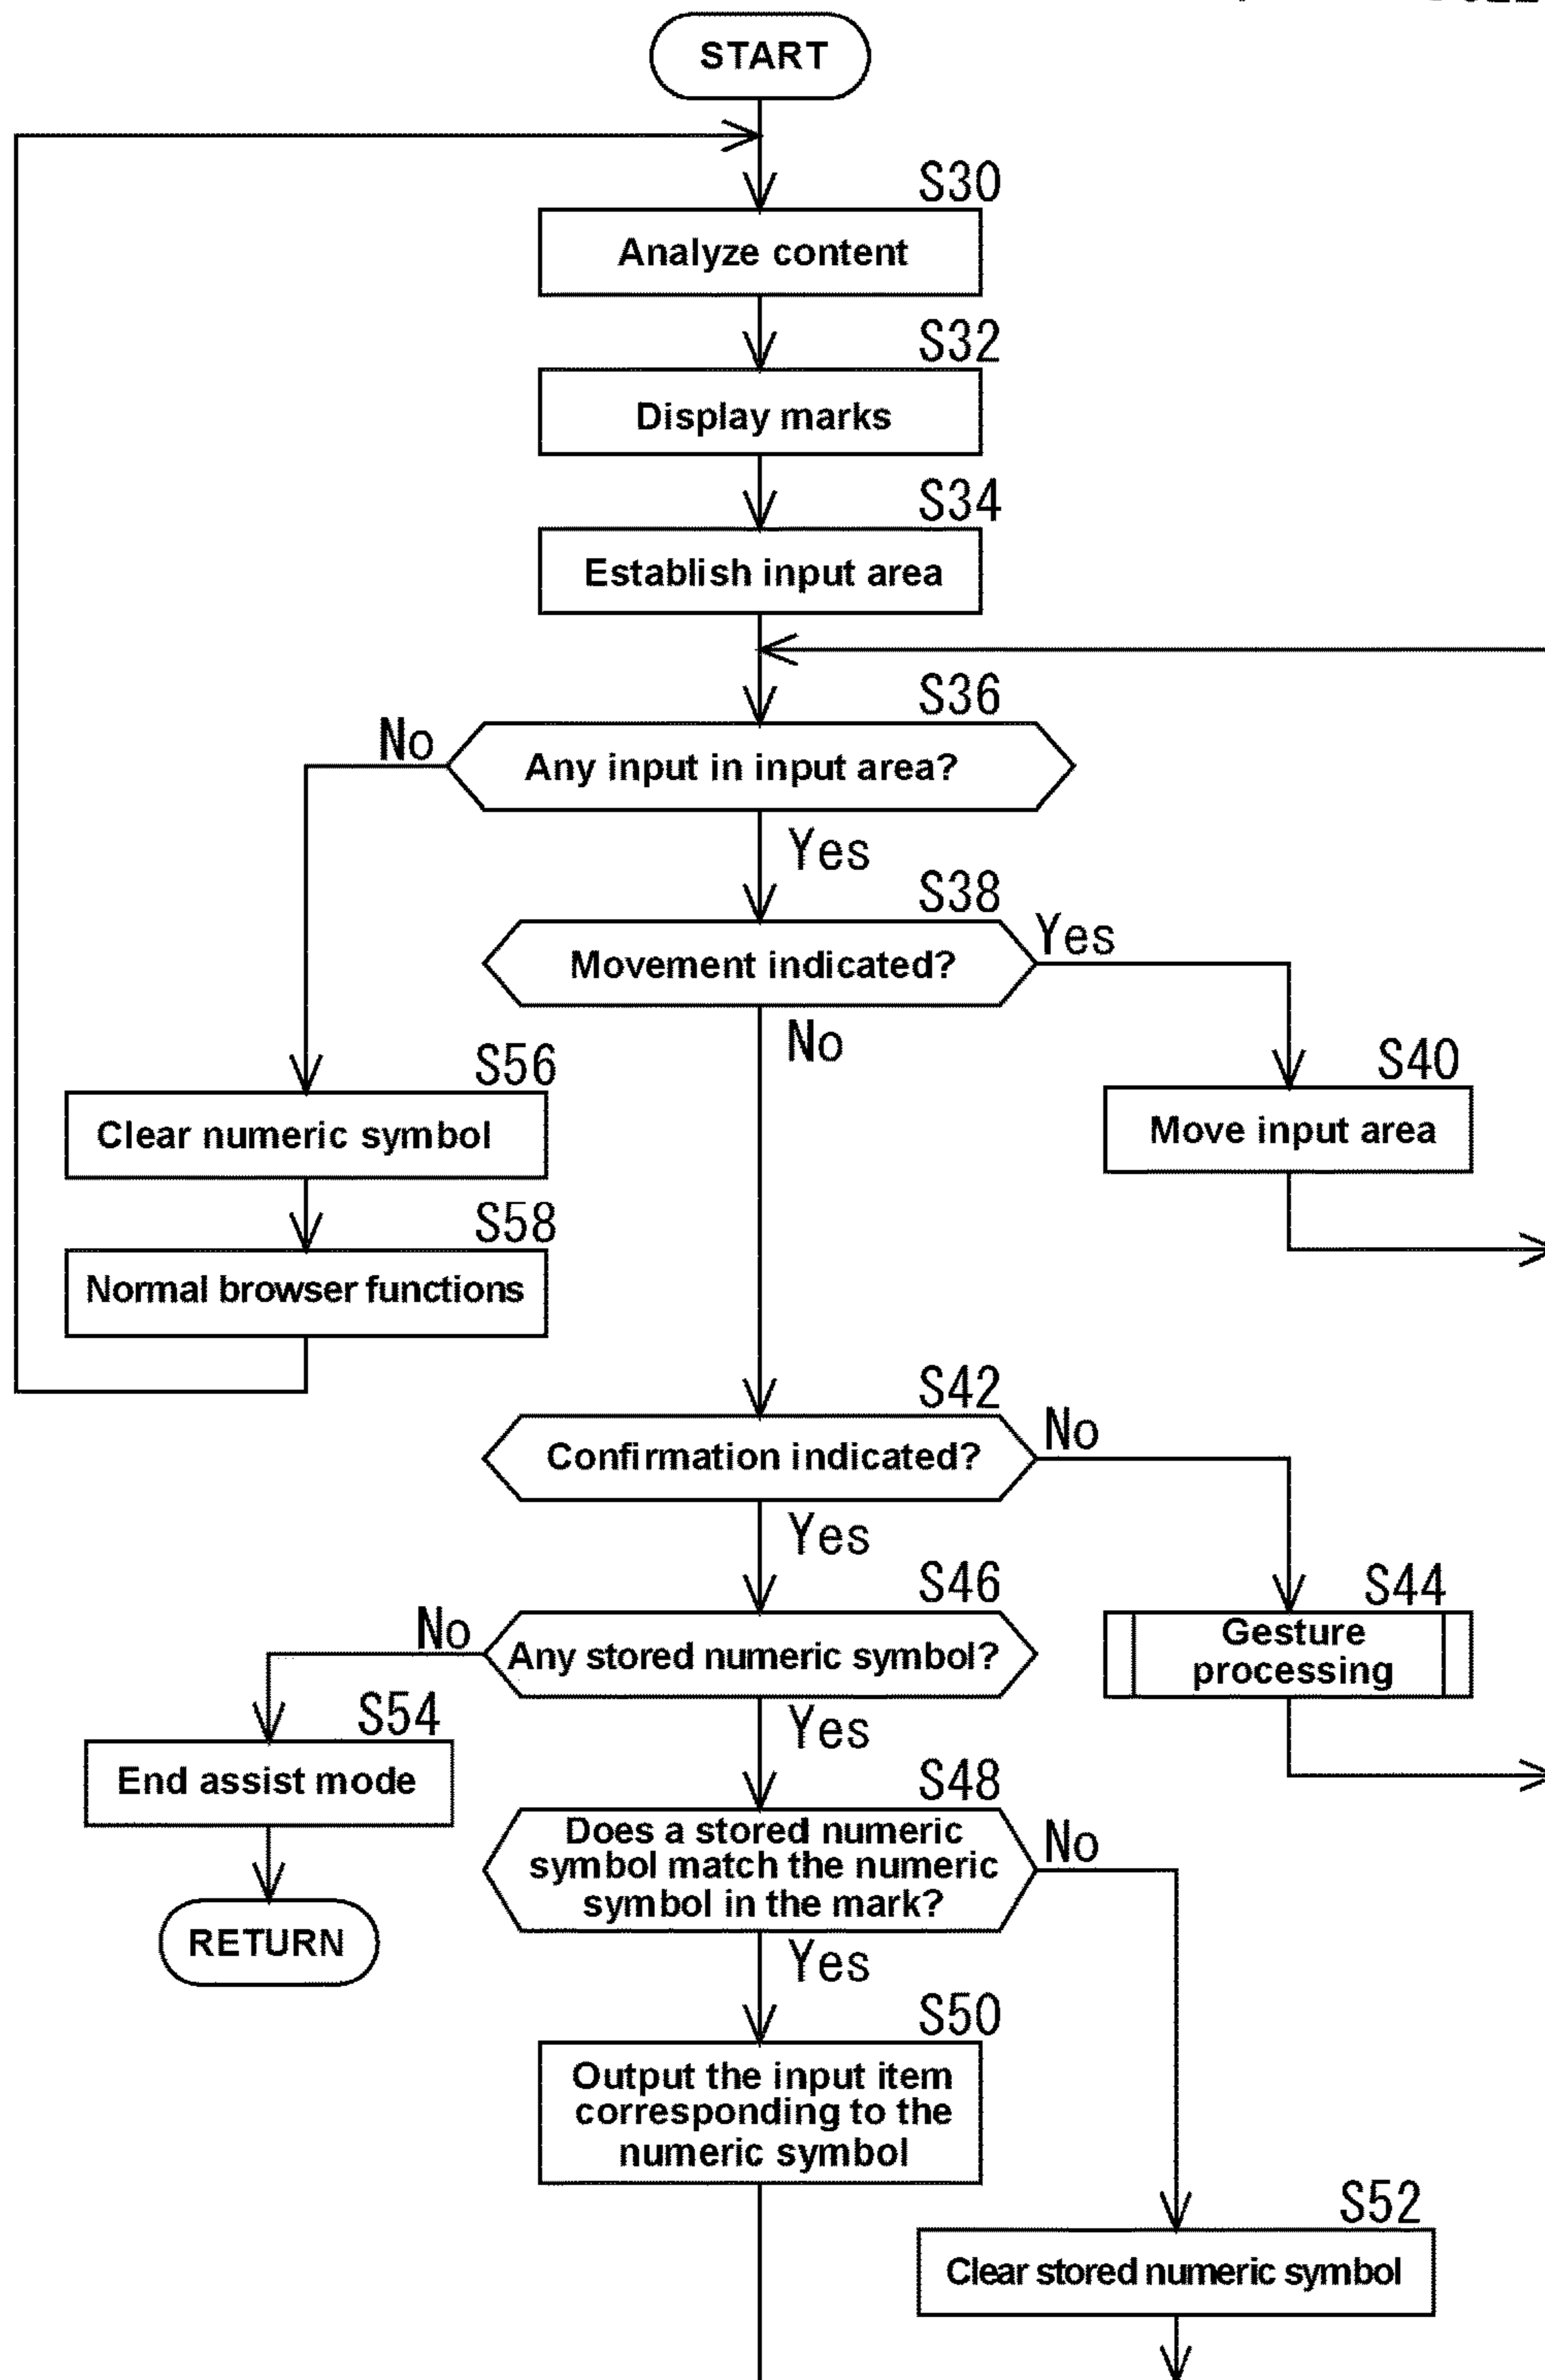 START
S30
Analyze content
S32
Display marks
S34
Establish input area
S36
No
Any input in input area?
Yes
S38
Yes
Movement indicated?
No
S56
S40
Clear numeric symbol
Move input area
S58
Normal browser functions
S42
No
Confirmation indicated?
Yes
S46
S44
No
Any stored numeric symbol?
Gesture
processing
S54
Yes
End assist mode
S48
No
Does a stored numeric
symbol match the numeric
symbol in the mark?
RETURN
Yes
S50
Output the input item
corresponding to the
numeric symbol
S52
Clear stored numeric symbol